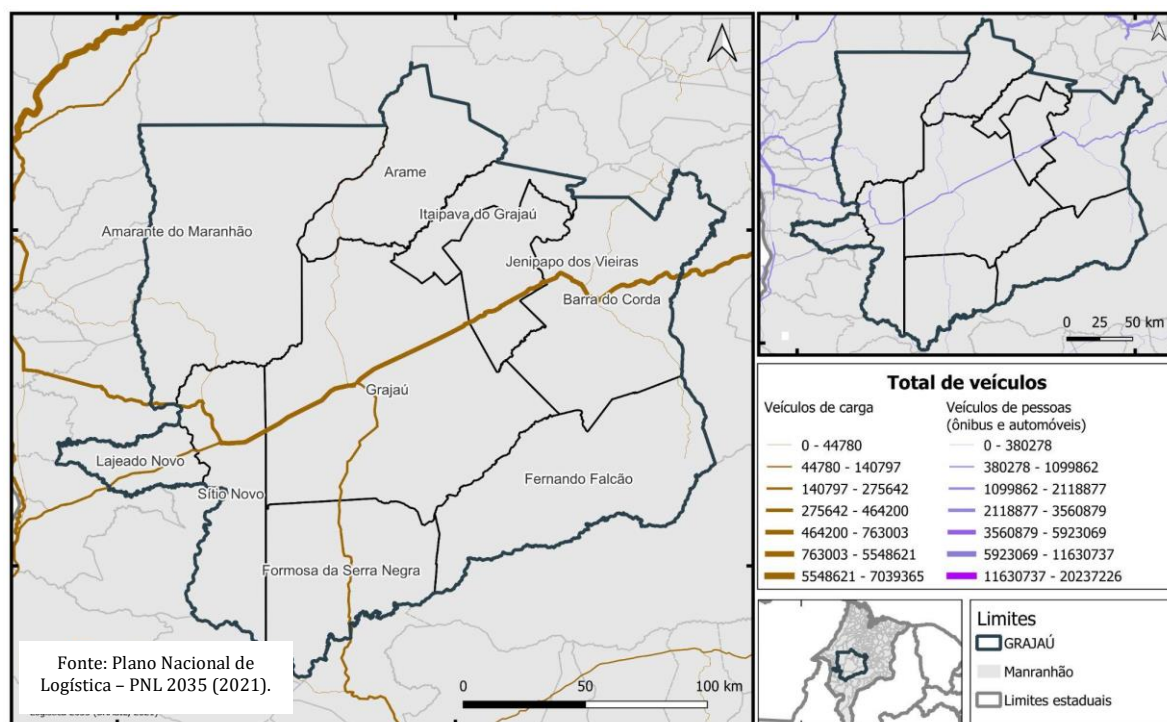 Arame
Itaipava do Grajaú
Amarante do Maranhão
Jenipapo dos Vieiras
Barra do Corda
Grajaú
Lajeado Novo
Sítio Novo
Fernando Falcão
Formosa da Serra Negra
Fonte: Plano Nacional de
Logística – PNL 2035 (2021).
0 50 100 km
0 25 50 km
Total de veículos
Veículos de carga
0 - 44780
44780 - 140797
140797 - 275642
275642 - 464200
464200 - 763003
763003 - 5548621
5548621 - 7039365
Veículos de pessoas
(ônibus e automóveis)
0 - 380278
380278 - 1099862
1099862 - 2118877
2118877 - 3560879
3560879 - 5923069
5923069 - 11630737
11630737 - 20237226
Limites
GRAJAÚ
Manranhão
Limites estaduais